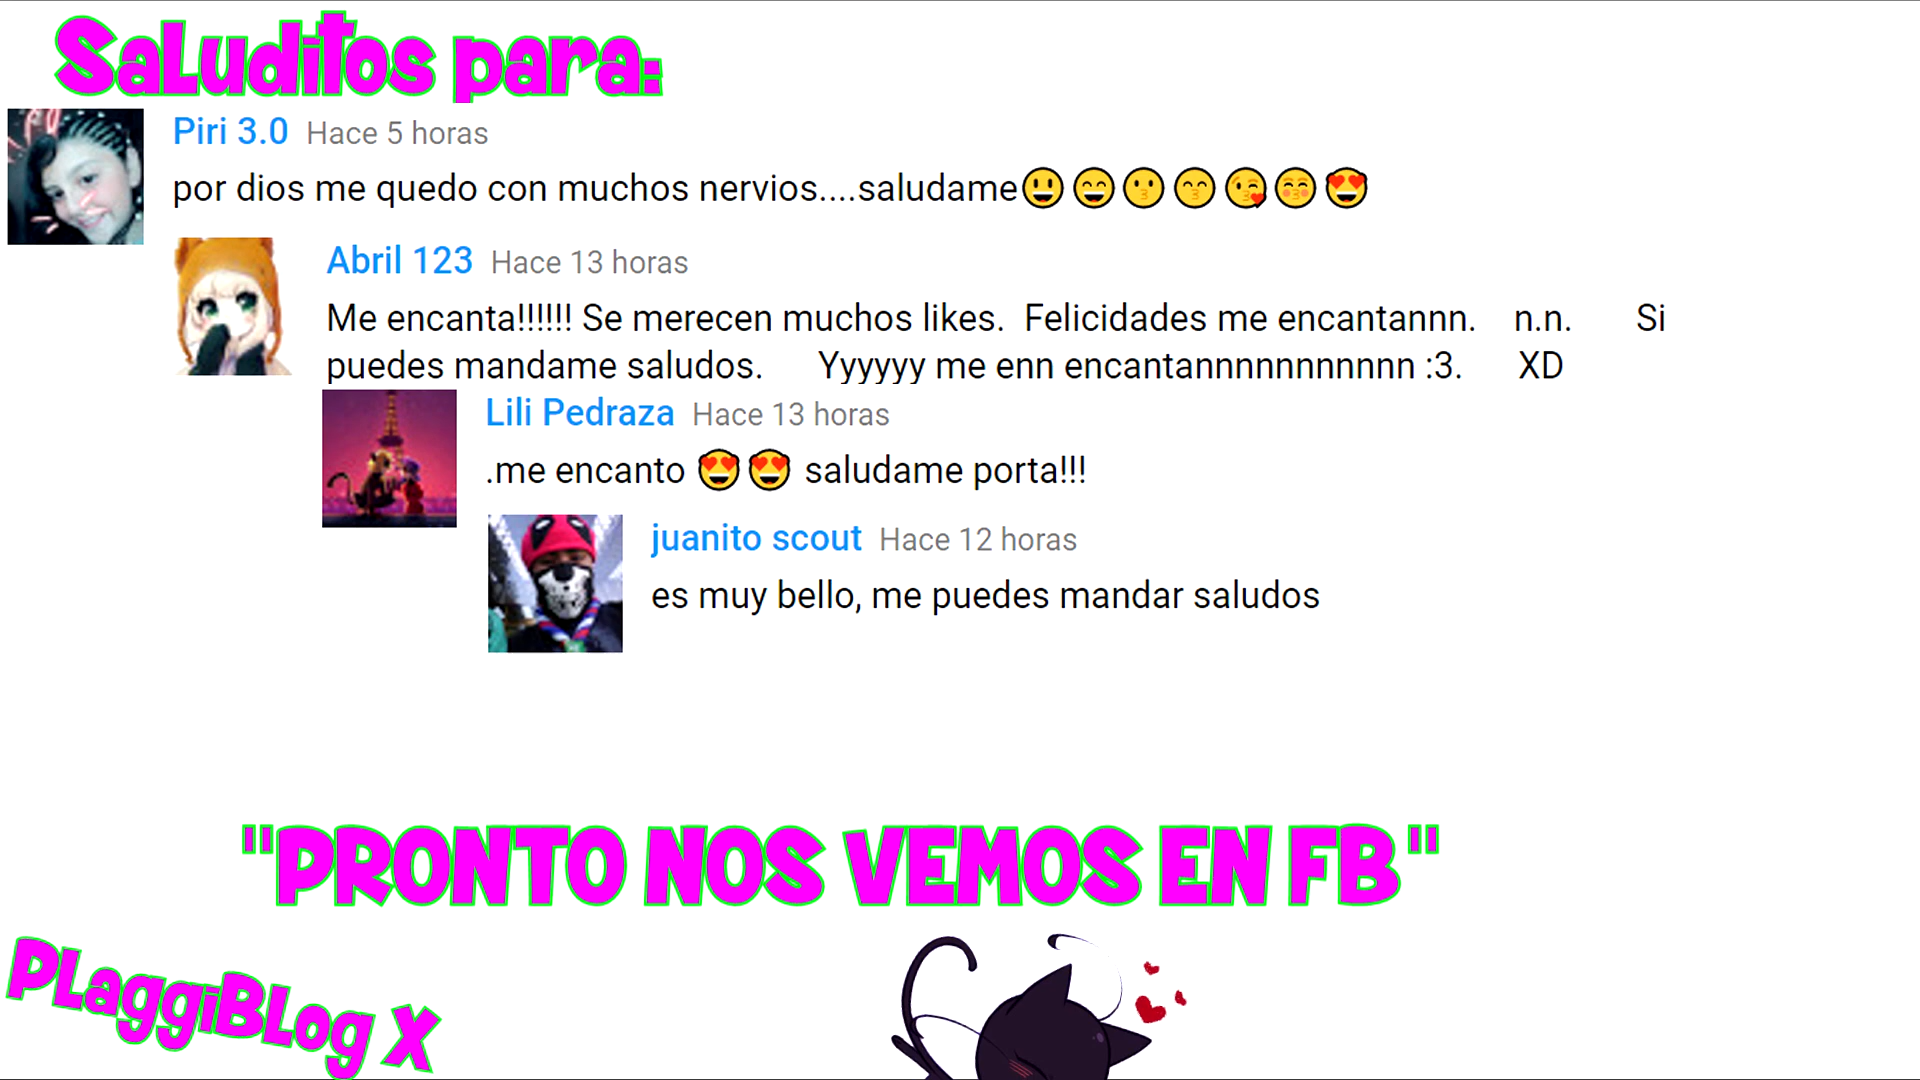 Saluditos para:
Piri 3.0 Hace 5 horas
por dios me quedo con muchos nervios....saludame😃😄😗😙😘😚😍
Abril 123 Hace 13 horas
Me encanta!!!!!! Se merecen muchos likes. Felicidades me encantannn. n.n. Si
puedes mandame saludos. Yyyyyy me enn encantannnnnnnnnnn :3. XD
Lili Pedraza Hace 13 horas
.me encanto 😍😍 saludame porta!!!
juanito scout Hace 12 horas
es muy bello, me puedes mandar saludos
"PRONTO NOS VEMOS EN FB"
PLaggiBLog X